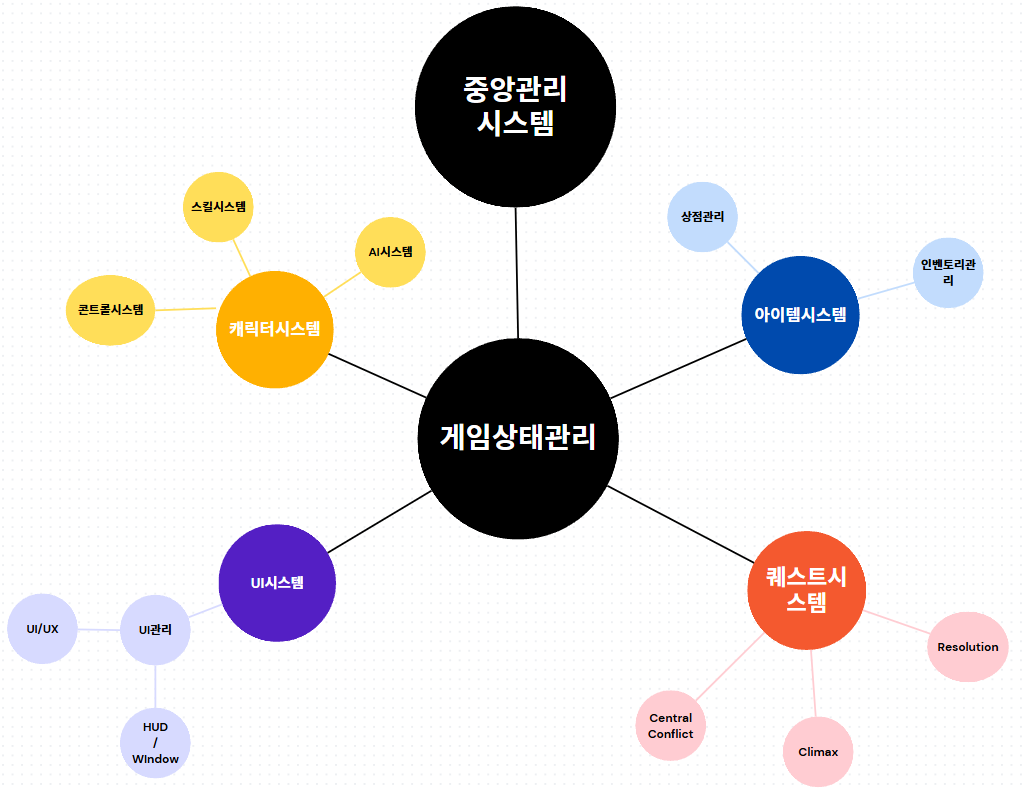 중앙관리
시스템
스킬시스템
AI시스템
콘트롤시스템
캐릭터시스템
상점관리
인벤토리관
리
아이템시스템
게임상태관리
UI시스템
UI/UX
UI관리
HUD
/
WIndow
퀘스트시
스템
Resolution
Central
Conflict
Climax